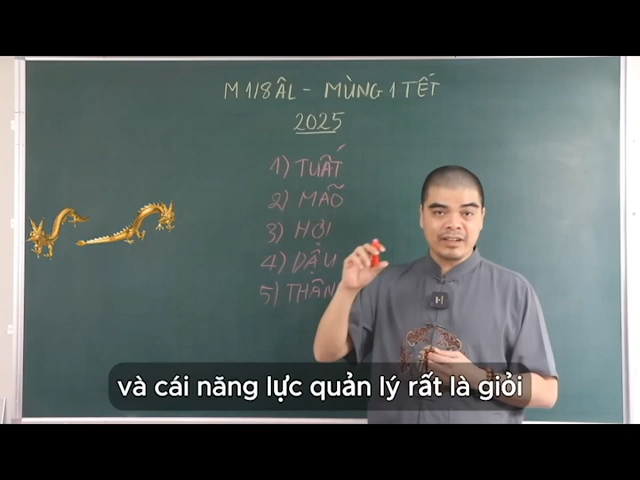 M 1/8 ÂL - MÙNG 1 TẾT
2025
1) TUẤT
2) MÃO
3) HỢI
4) DẬU
5) THÂN
và cái năng lực quản lý rất là giỏi